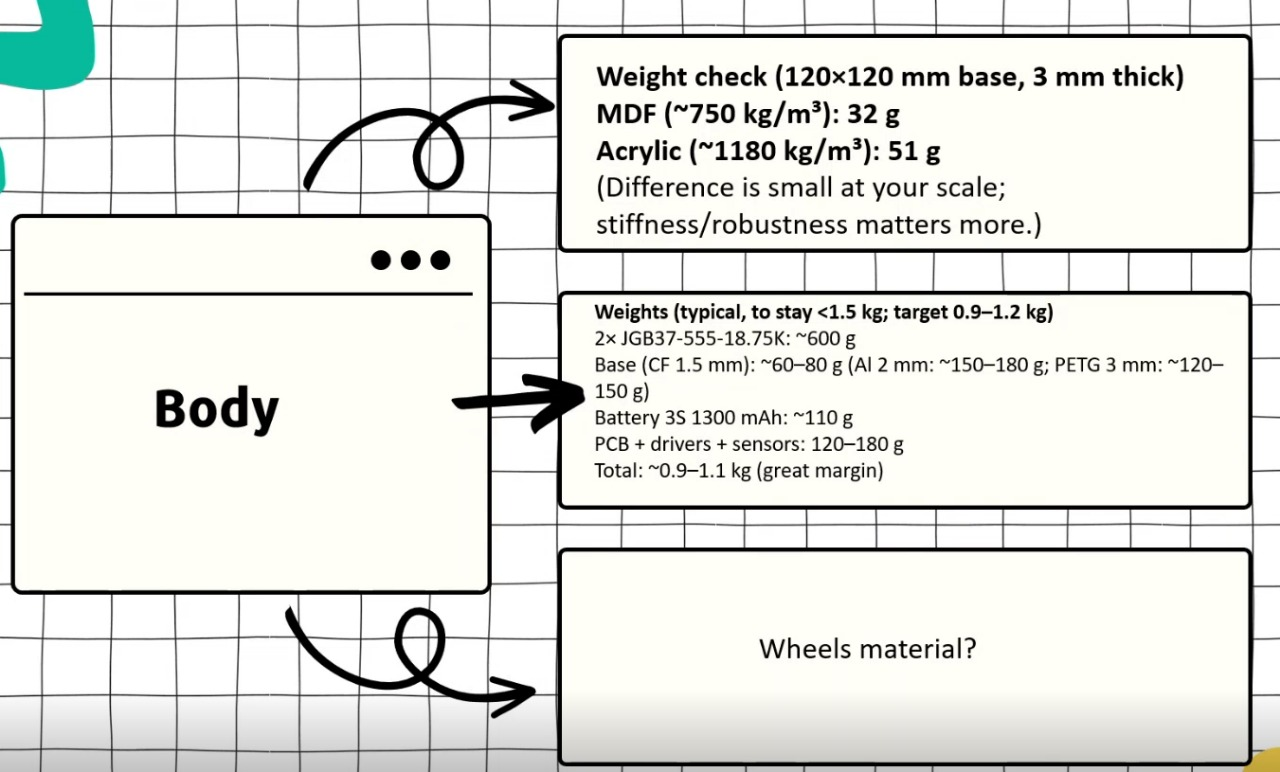 Weight check (120×120 mm base, 3 mm thick)
MDF (~750 kg/m³): 32 g
Acrylic (~1180 kg/m³): 51 g
(Difference is small at your scale;
stiffness/robustness matters more.)
Body
Weights (typical, to stay <1.5 kg; target 0.9–1.2 kg)
2× JGB37-555-18.75K: ~600 g
Base (CF 1.5 mm): ~60–80 g (Al 2 mm: ~150–180 g; PETG 3 mm: ~120–
150 g)
Battery 3S 1300 mAh: ~110 g
PCB + drivers + sensors: 120–180 g
Total: ~0.9–1.1 kg (great margin)
Wheels material?